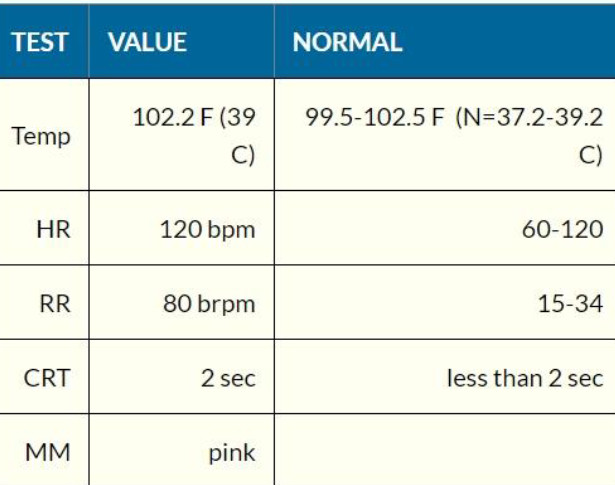 TEST VALUE NORMAL
Temp 102.2 F (39 C) 99.5-102.5 F (N=37.2-39.2 C)
HR 120 bpm 60-120
RR 80 brpm 15-34
CRT 2 sec less than 2 sec
MM pink